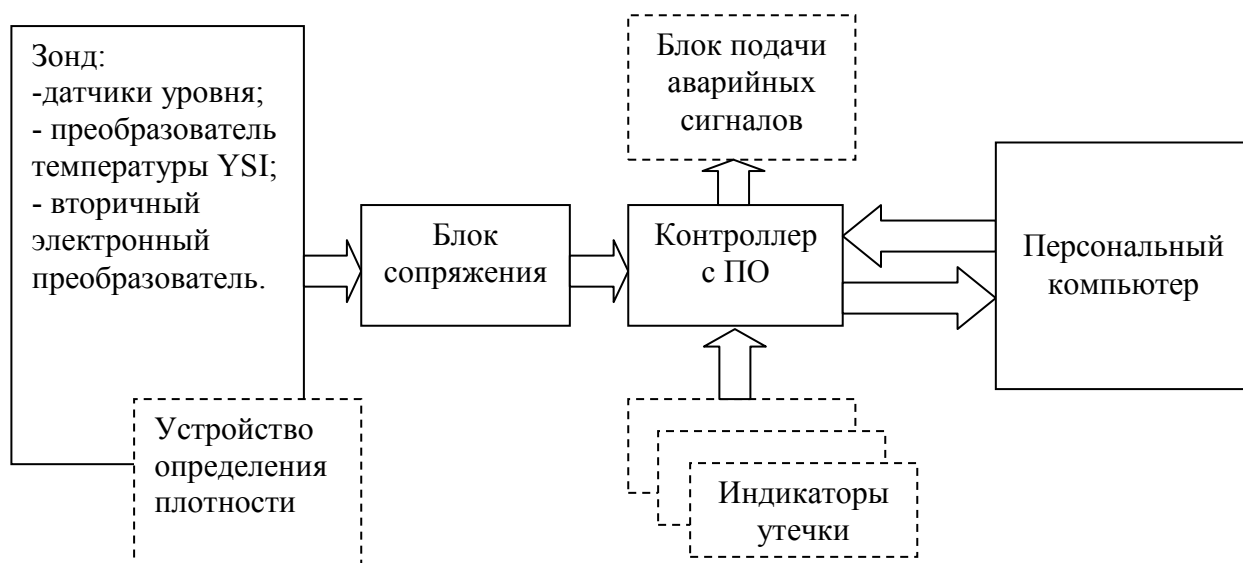 Зонд:
-датчики уровня;
- преобразователь
температуры YSI;
- вторичный
электронный
преобразователь.
Устройство
определения
плотности
Блок
сопряжения
Блок подачи
аварийных
сигналов
Контроллер
с ПО
Индикаторы
утечки
Персональный
компьютер